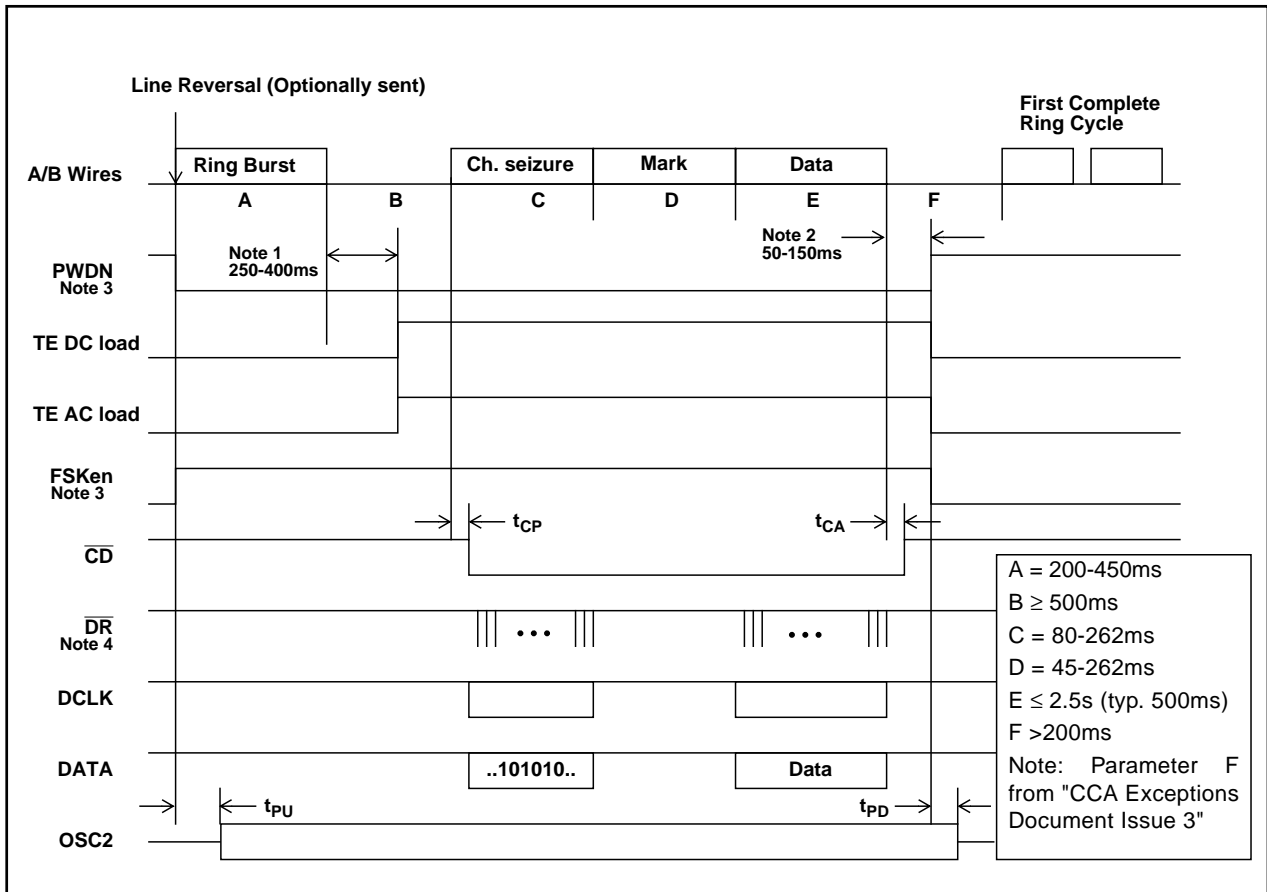 Line Reversal (Optionally sent)
First Complete
Ring Cycle
A/B Wires
Ring Burst
Ch. seizure
Mark
Data
A
B
C
D
E
F
Note 1
250-400ms
Note 2
50-150ms
PWDN
Note 3
TE DC load
TE AC load
FSKen
Note 3
tCP
tCA
CD
DR
Note 4
• • •
• • •
DCLK
DATA
..101010..
Data
tPU
tPD
OSC2
A = 200-450ms
B ≥ 500ms
C = 80-262ms
D = 45-262ms
E ≤ 2.5s (typ. 500ms)
F >200ms
Note: Parameter F
from "CCA Exceptions
Document Issue 3"